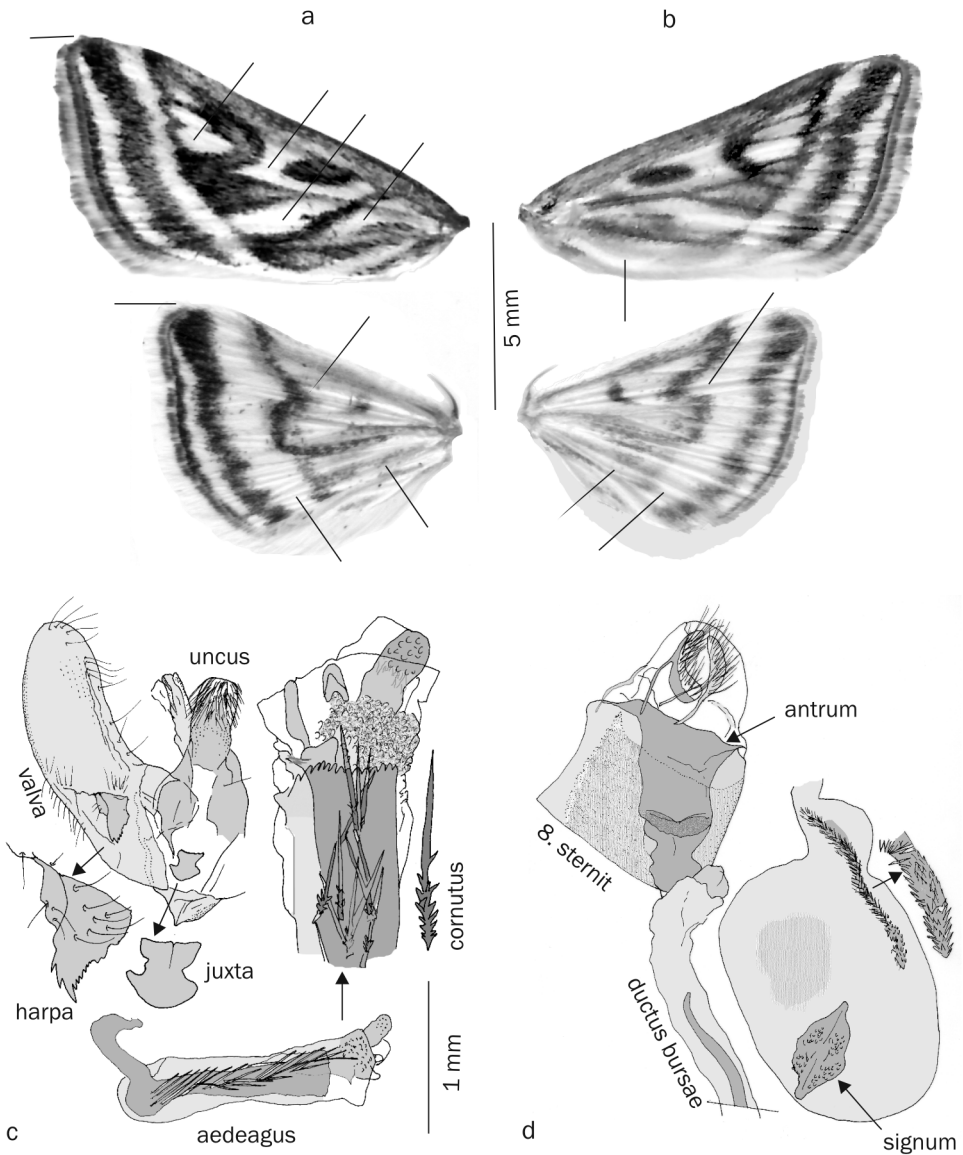 a
b
5 mm
uncus
valva
harpa
juxta
cornutus
1 mm
aedeagus
c
antrum
8. sternit
ductus bursae
signum
d